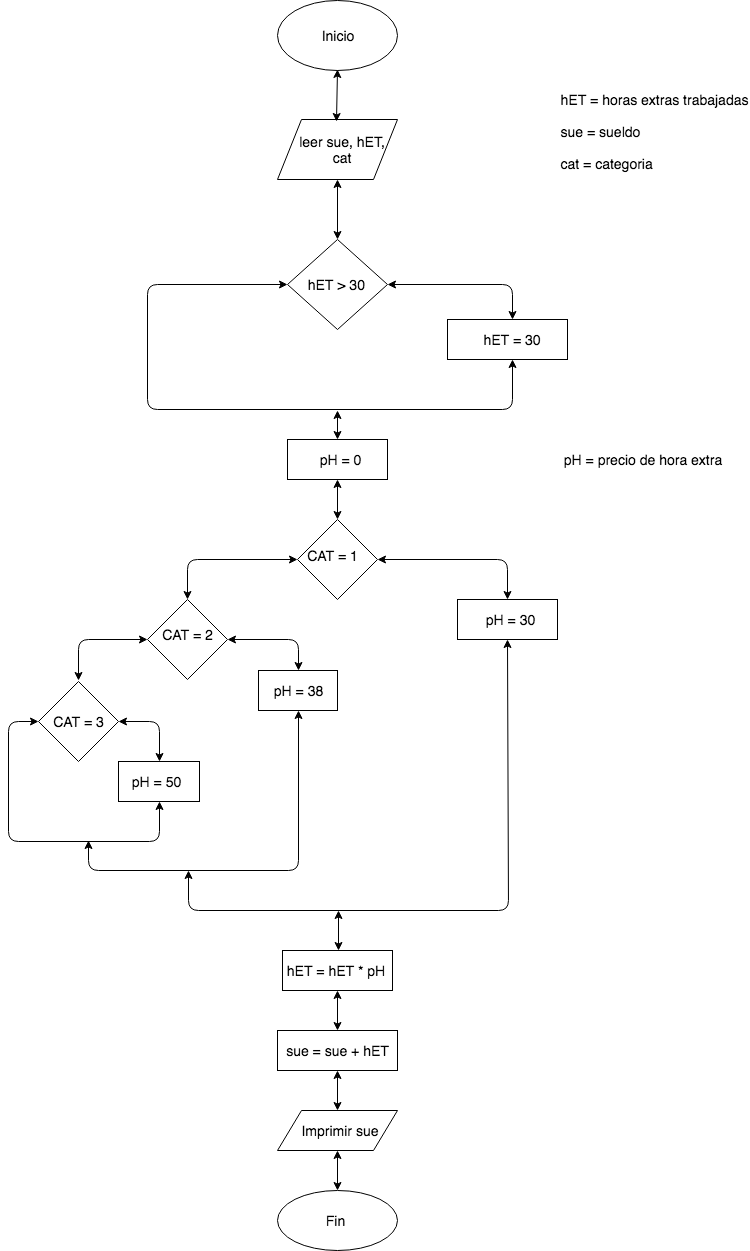 Inicio
hET = horas extras trabajadas
sue = sueldo
cat = categoria
leer sue, hET,
cat
hET > 30
hET = 30
pH = 0
pH = precio de hora extra
CAT = 1
pH = 30
CAT = 2
pH = 38
CAT = 3
pH = 50
hET = hET * pH
sue = sue + hET
Imprimir sue
Fin